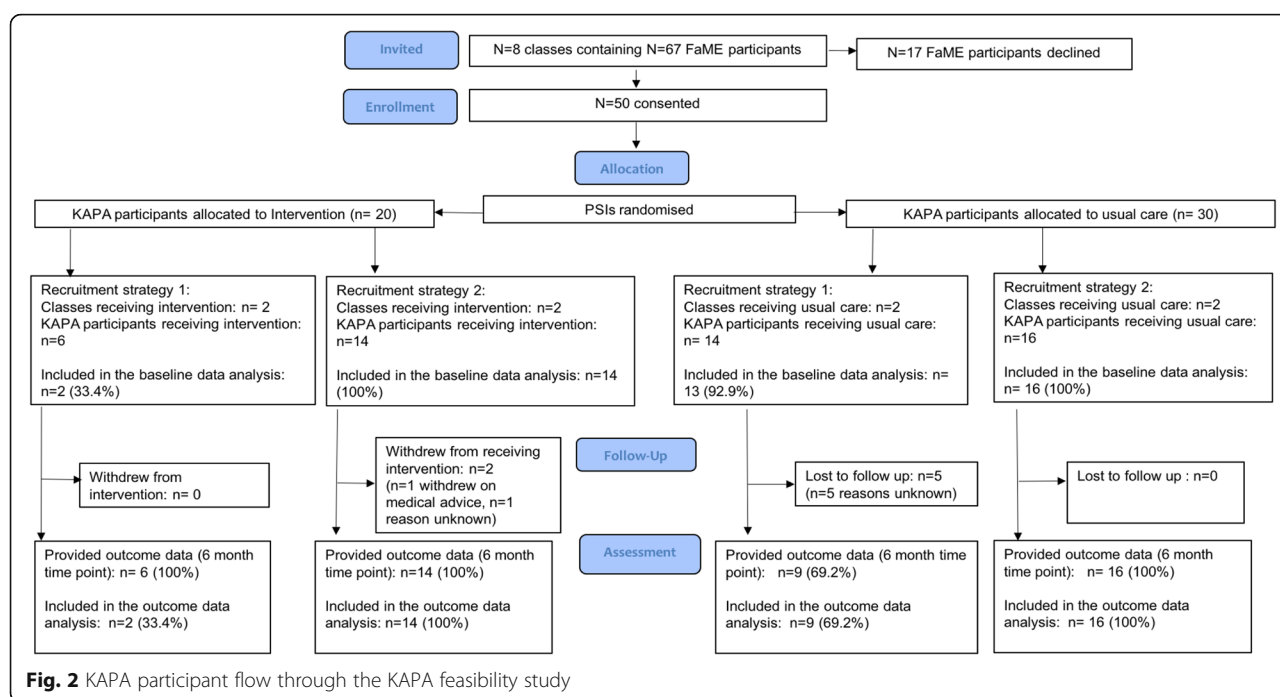 Invited
N=8 classes containing N=67 FaME participants
N=17 FaME participants declined
Enrollment
N=50 consented
Allocation
KAPA participants allocated to Intervention (n= 20)
PSIs randomised
KAPA participants allocated to usual care (n= 30)
Recruitment strategy 1:
Classes receiving intervention: n= 2
KAPA participants receiving intervention:
n=6
Included in the baseline data analysis:
n=2 (33.4%)
Recruitment strategy 2:
Classes receiving intervention: n=2
KAPA participants receiving intervention:
n=14
Included in the baseline data analysis: n=14
(100%)
Recruitment strategy 1:
Classes receiving usual care: n=2
KAPA participants receiving usual care:
n= 14
Included in the baseline data analysis: n=
13 (92.9%)
Recruitment strategy 2:
Classes receiving usual care: n=2
KAPA participants receiving usual care:
n=16
Included in the baseline data
analysis: n= 16 (100%)
Follow-Up
Withdrew from
intervention: n= 0
Withdrew from receiving
intervention: n=2
(n=1 withdrew on
medical advice, n=1
reason unknown)
Lost to follow up: n=5
(n=5 reasons unknown)
Lost to follow up : n=0
Assessment
Provided outcome data (6 month
time point): n= 6 (100%)
Included in the outcome data
analysis: n=2 (33.4%)
Provided outcome data (6 month
time point): n=14 (100%)
Included in the outcome data
analysis: n=14 (100%)
Provided outcome data (6 month time
point): n=9 (69.2%)
Included in the outcome data
analysis: n=9 (69.2%)
Provided outcome data (6 month time
point): n= 16 (100%)
Included in the outcome data
analysis: n= 16 (100%)
Fig. 2 KAPA participant flow through the KAPA feasibility study